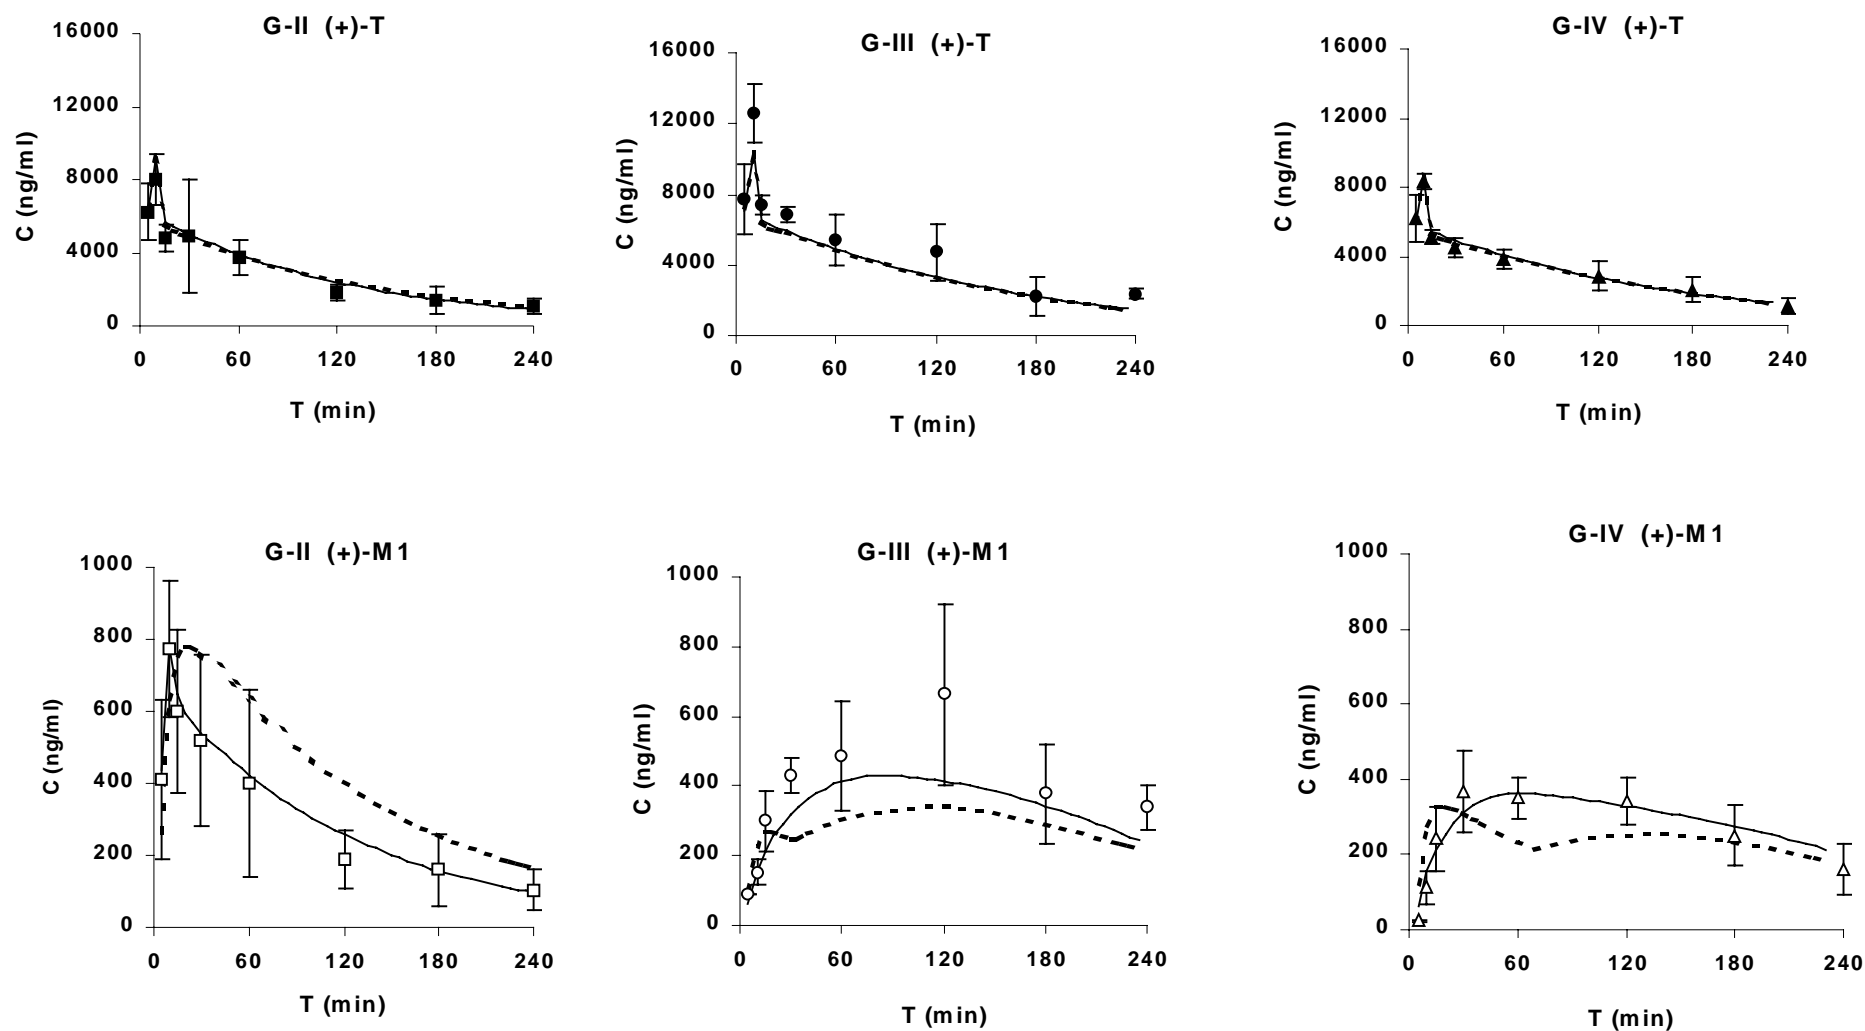 G-II (+)-T
16000
12000
8000
4000
0
C (ng/ml)
0 60 120 180 240
T (min)
G-III (+)-T
16000
12000
8000
4000
0
C (ng/ml)
0 60 120 180 240
T (min)
G-IV (+)-T
16000
12000
8000
4000
0
C (ng/ml)
0 60 120 180 240
T (min)
G-II (+)-M1
1000
800
600
400
200
0
C (ng/ml)
0 60 120 180 240
T (min)
G-III (+)-M1
1000
800
600
400
200
0
C (ng/ml)
0 60 120 180 240
T (min)
G-IV (+)-M1
1000
800
600
400
200
0
C (ng/ml)
0 60 120 180 240
T (min)